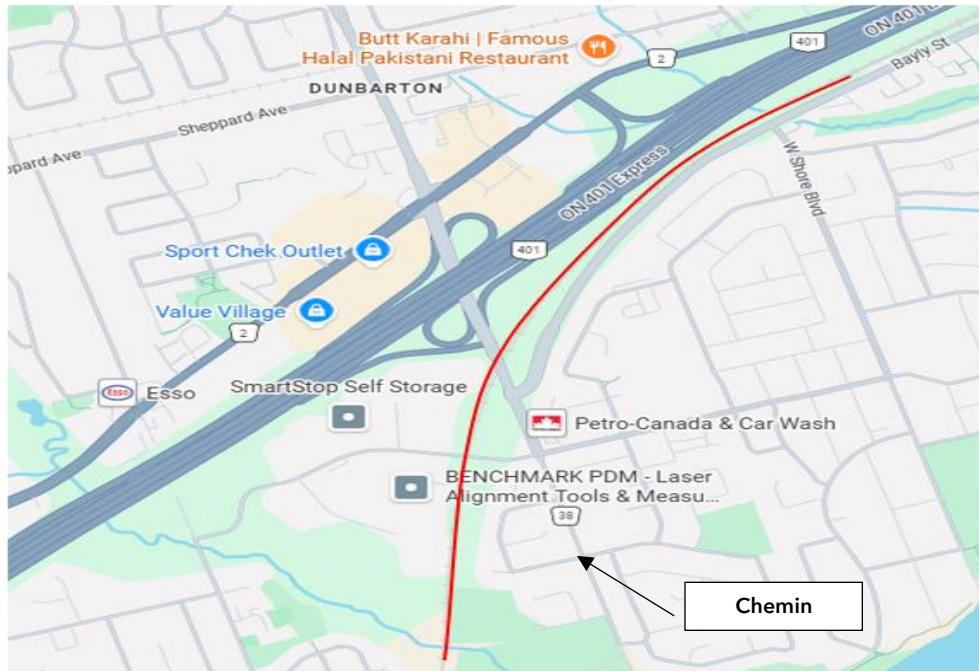 ON 401 E
401
Bayly St
Butt Karahi | Famous
Halal Pakistani Restaurant
2
DUNBARTON
Sheppard Ave
ppard Ave
W Shore Blvd
ON 401 Express
Sport Chek Outlet
401
Value Village
2
Esso
Esso
SmartStop Self Storage
Petro-Canada & Car Wash
BENCHMARK PDM - Laser
Alignment Tools & Measu...
38
Chemin